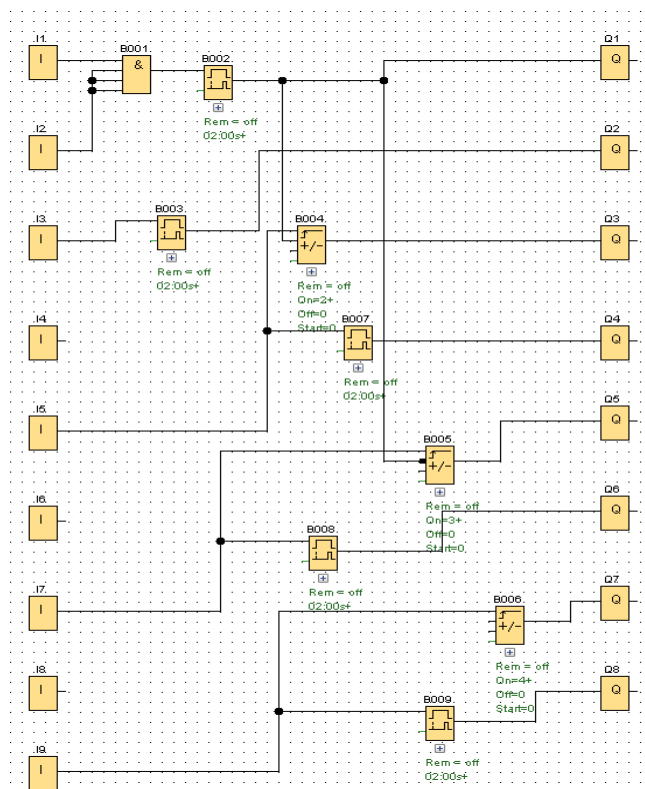 I1
Q1
B001
&
B002
I
Q
Rem = off
02:00s+
I2
Q2
I
Q
I3
B003
B004
Q3
I
+/-
Q
Rem = off
02:00s+
Rem = off
On=2+
Off=0
Start=0
I4
B007
Q4
I
Q
Rem = off
02:00s+
I5
Q5
I
Q
B005
+/-
Rem = off
On=3+
Off=0
Start=0
I6
Q6
I
Q
B008
Rem = off
02:00s+
I7
B006
Q7
I
+/-
Q
Rem = off
On=4+
Off=0
Start=0
I8
Q8
I
Q
B009
Rem = off
02:00s+
I9
I